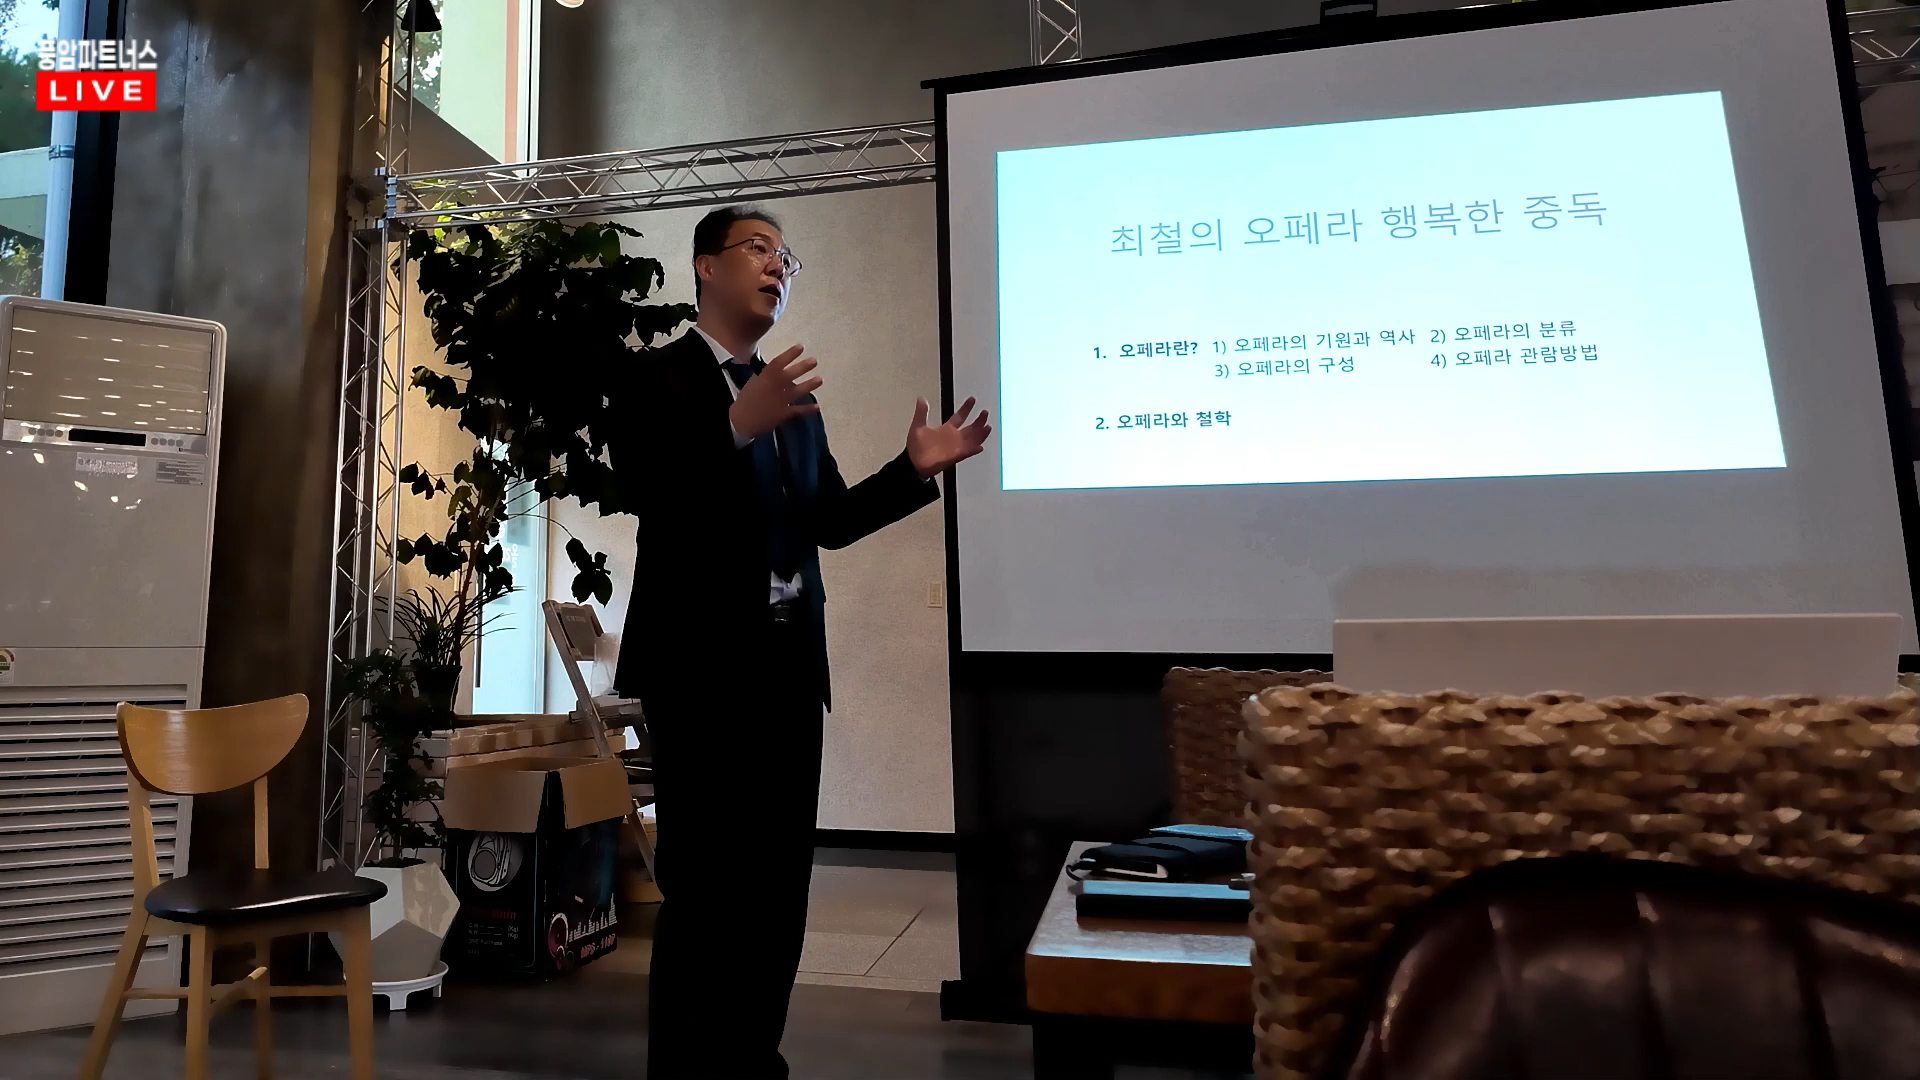 풍암파트너스
LIVE
최철의 오페라 행복한 중독
1. 오페라란? 1) 오페라의 기원과 역사 2) 오페라의 분류
3) 오페라의 구성 4) 오페라 관람방법
2. 오페라와 철학